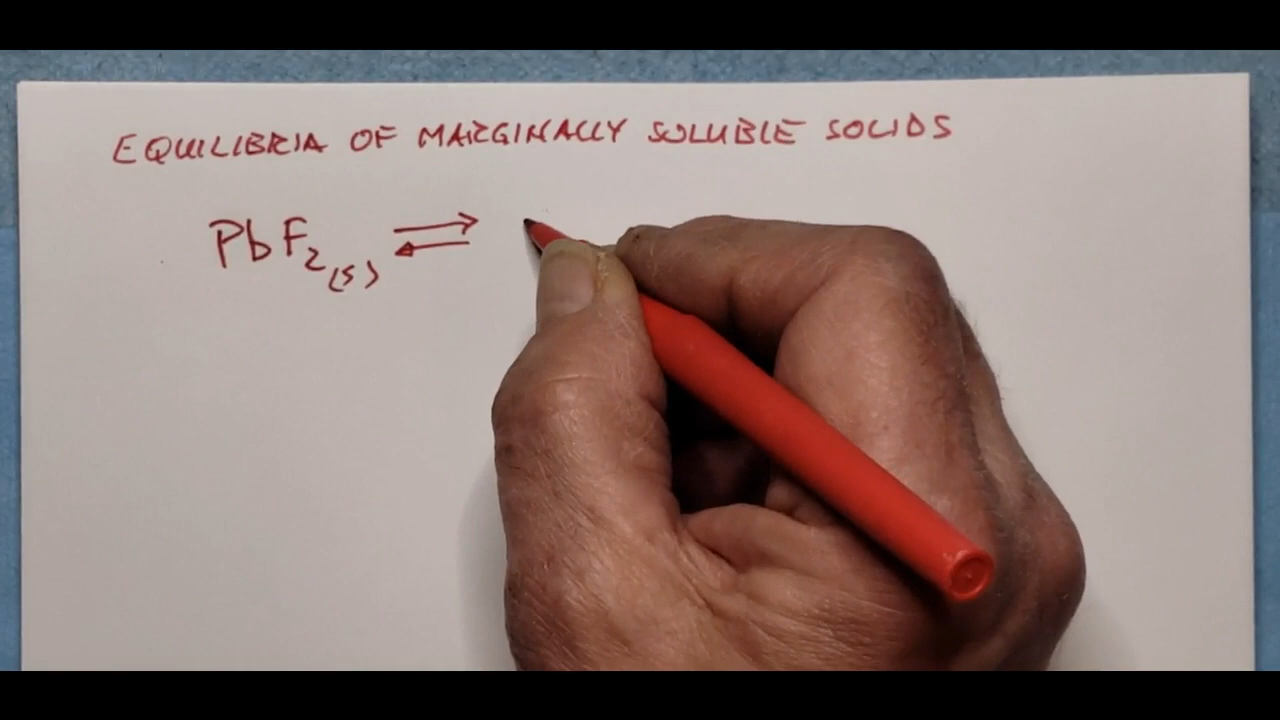 EQUILIBRIA OF MARGINALLY SOLUBLE SOLIDS
PbF₂(s) ⇌